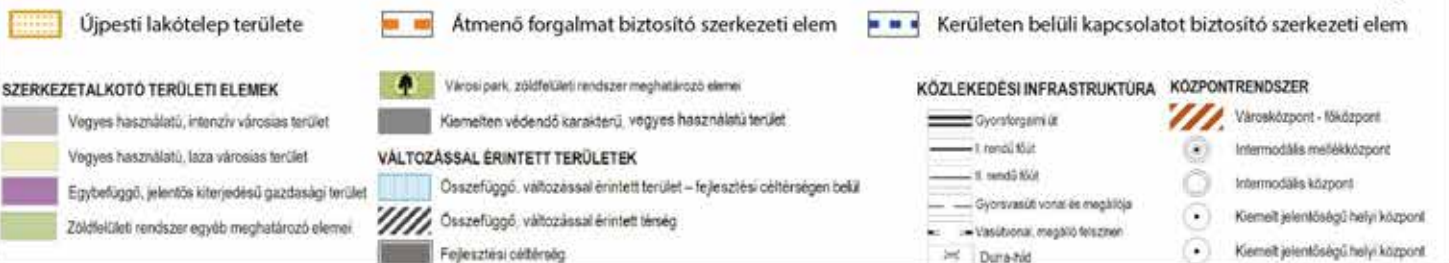 Újpesti lakótelep területe
Átmenő forgalmat biztosító szerkezeti elem
Kerületen belüli kapcsolatot biztosító szerkezeti elem
SZERKEZETALKOTÓ TERÜLETI ELEMEK
Vegyes használatú, intenzív városias terület
Vegyes használatú, laza városias terület
Egybefüggő, jelentős kiterjedésű gazdasági terület
Zöldfelületi rendszer egyéb meghatározó elemei
Városi park, zöldfelületi rendszer meghatározó elemei
Kiemelten védendő karakterű, vegyes használatú terület
VÁLTOZÁSSAL ÉRINTETT TERÜLETEK
Összefüggő, változással érintett terület – fejlesztési céltérségen belül
Összefüggő, változással érintett térség
Fejlesztési céltérség
KÖZLEKEDÉSI INFRASTRUKTÚRA
Gyorsforgalmi út
I. rendű főút
II. rendű főút
Gyorsvasúti vonal és megállója
Vasútvonal, megálló felszínen
Duna-híd
KÖZPONTRENDSZER
Városközpont - főközpont
Intermodális mellékközpont
Intermodális központ
Kiemelt jelentőségű helyi központ
Kiemelt jelentőségű helyi központ